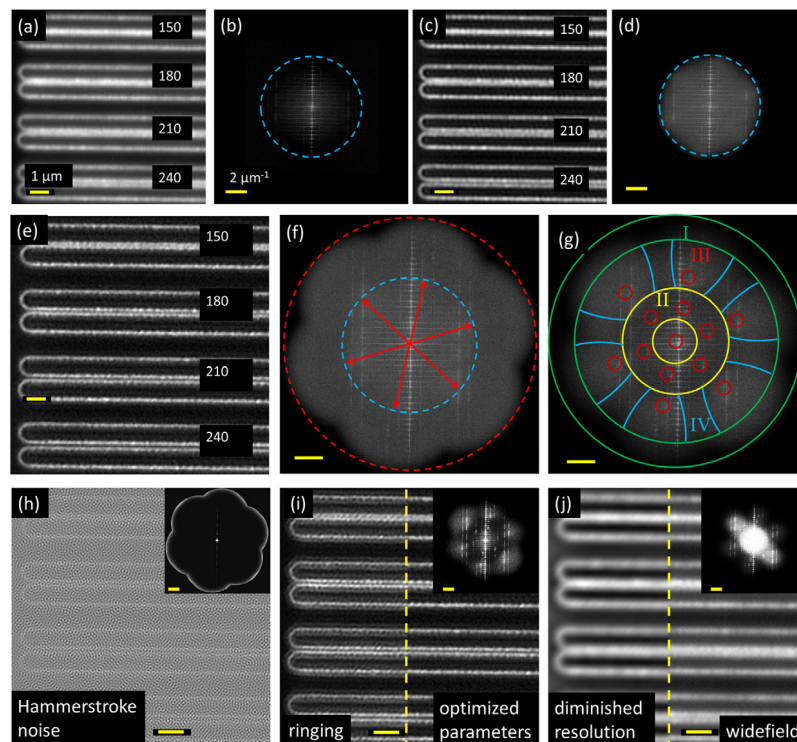 (a)
150
180
210
240
1 μm
(b)
2 μm⁻¹
(c)
150
180
210
240
(d)
(e)
150
180
210
240
(f)
(g)
I
III
II
IV
(h)
Hammerstroke
noise
(i)
ringing
optimized
parameters
(j)
diminished
resolution
widefield